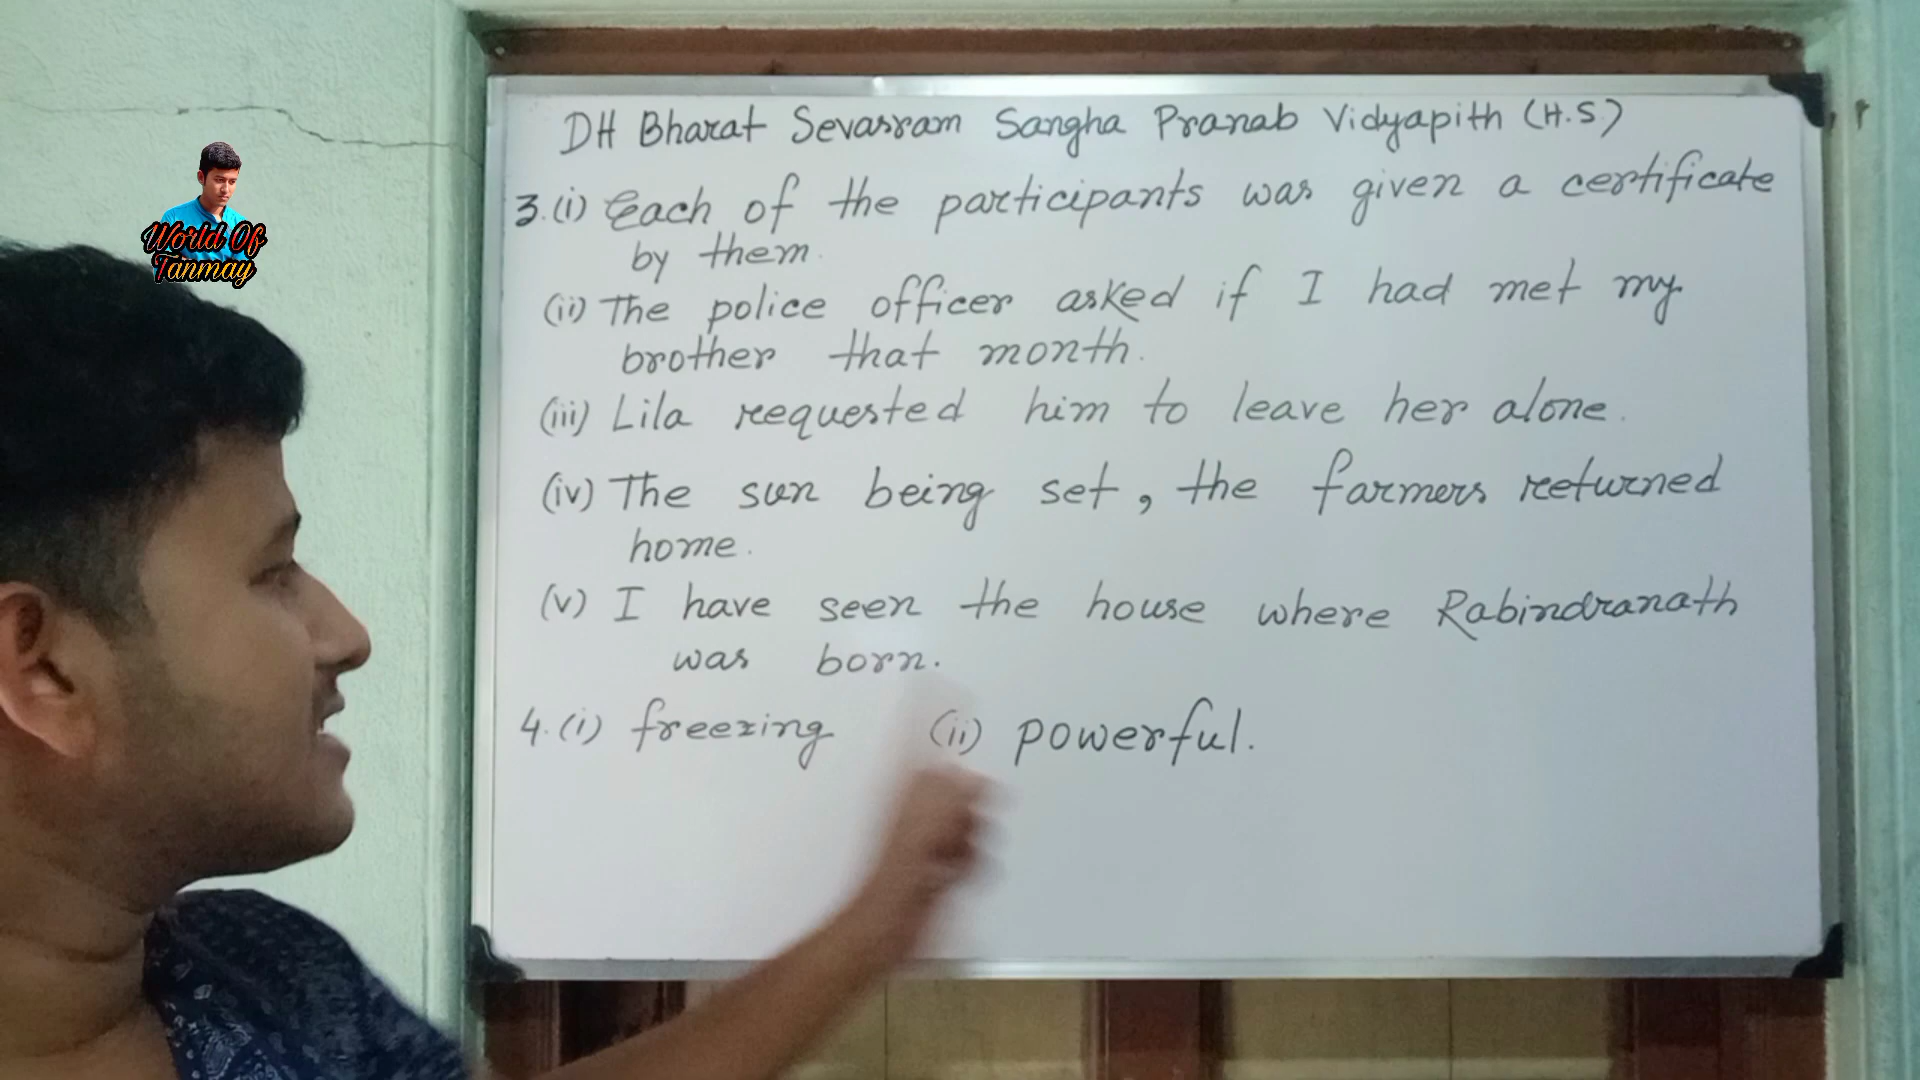 DH Bharat Sevasram Sangha Pranab Vidyapith (H.S.)
3. (i) Each of the participants was given a certificate
by them.
(ii) The police officer asked if I had met my
brother that month.
(iii) Lila requested him to leave her alone.
(iv) The sun being set, the farmers returned
home.
(v) I have seen the house where Rabindranath
was born.
4. (i) freezing (ii) powerful.
World Of
Tanmay